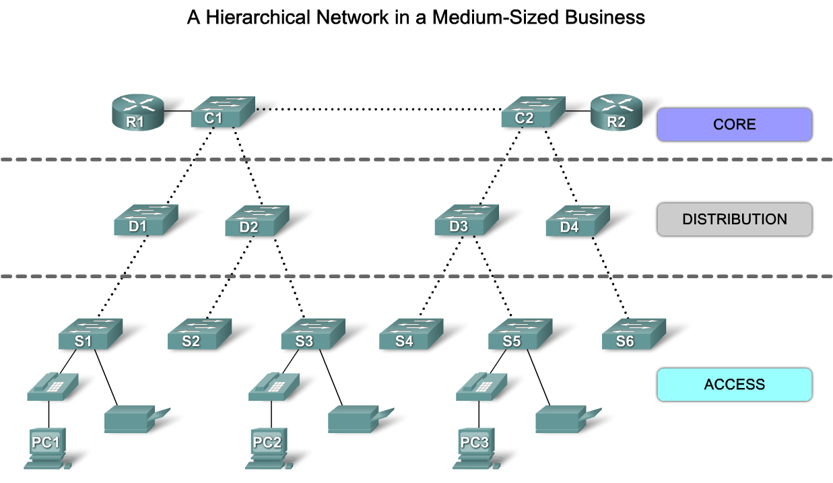 A Hierarchical Network in a Medium-Sized Business
R1 C1 C2 R2 CORE
D1 D2 D3 D4 DISTRIBUTION
S1 S2 S3 S4 S5 S6
ACCESS
PC1 PC2 PC3